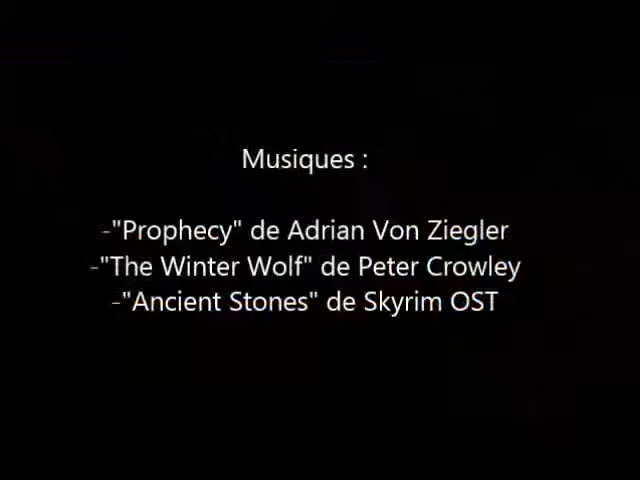 Musiques :
-"Prophecy" de Adrian Von Ziegler
-"The Winter Wolf" de Peter Crowley
-"Ancient Stones" de Skyrim OST